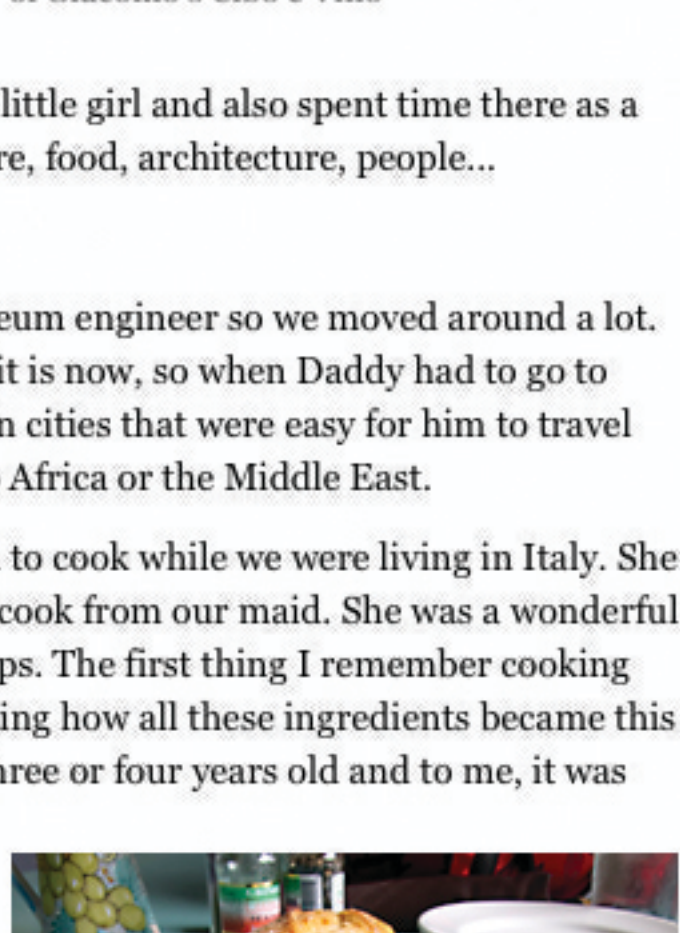 little girl and also spent time there as a
re, food, architecture, people...
eum engineer so we moved around a lot.
it is now, so when Daddy had to go to
n cities that were easy for him to travel
Africa or the Middle East.
to cook while we were living in Italy. She
cook from our maid. She was a wonderful
ps. The first thing I remember cooking
ing how all these ingredients became this
hree or four years old and to me, it was